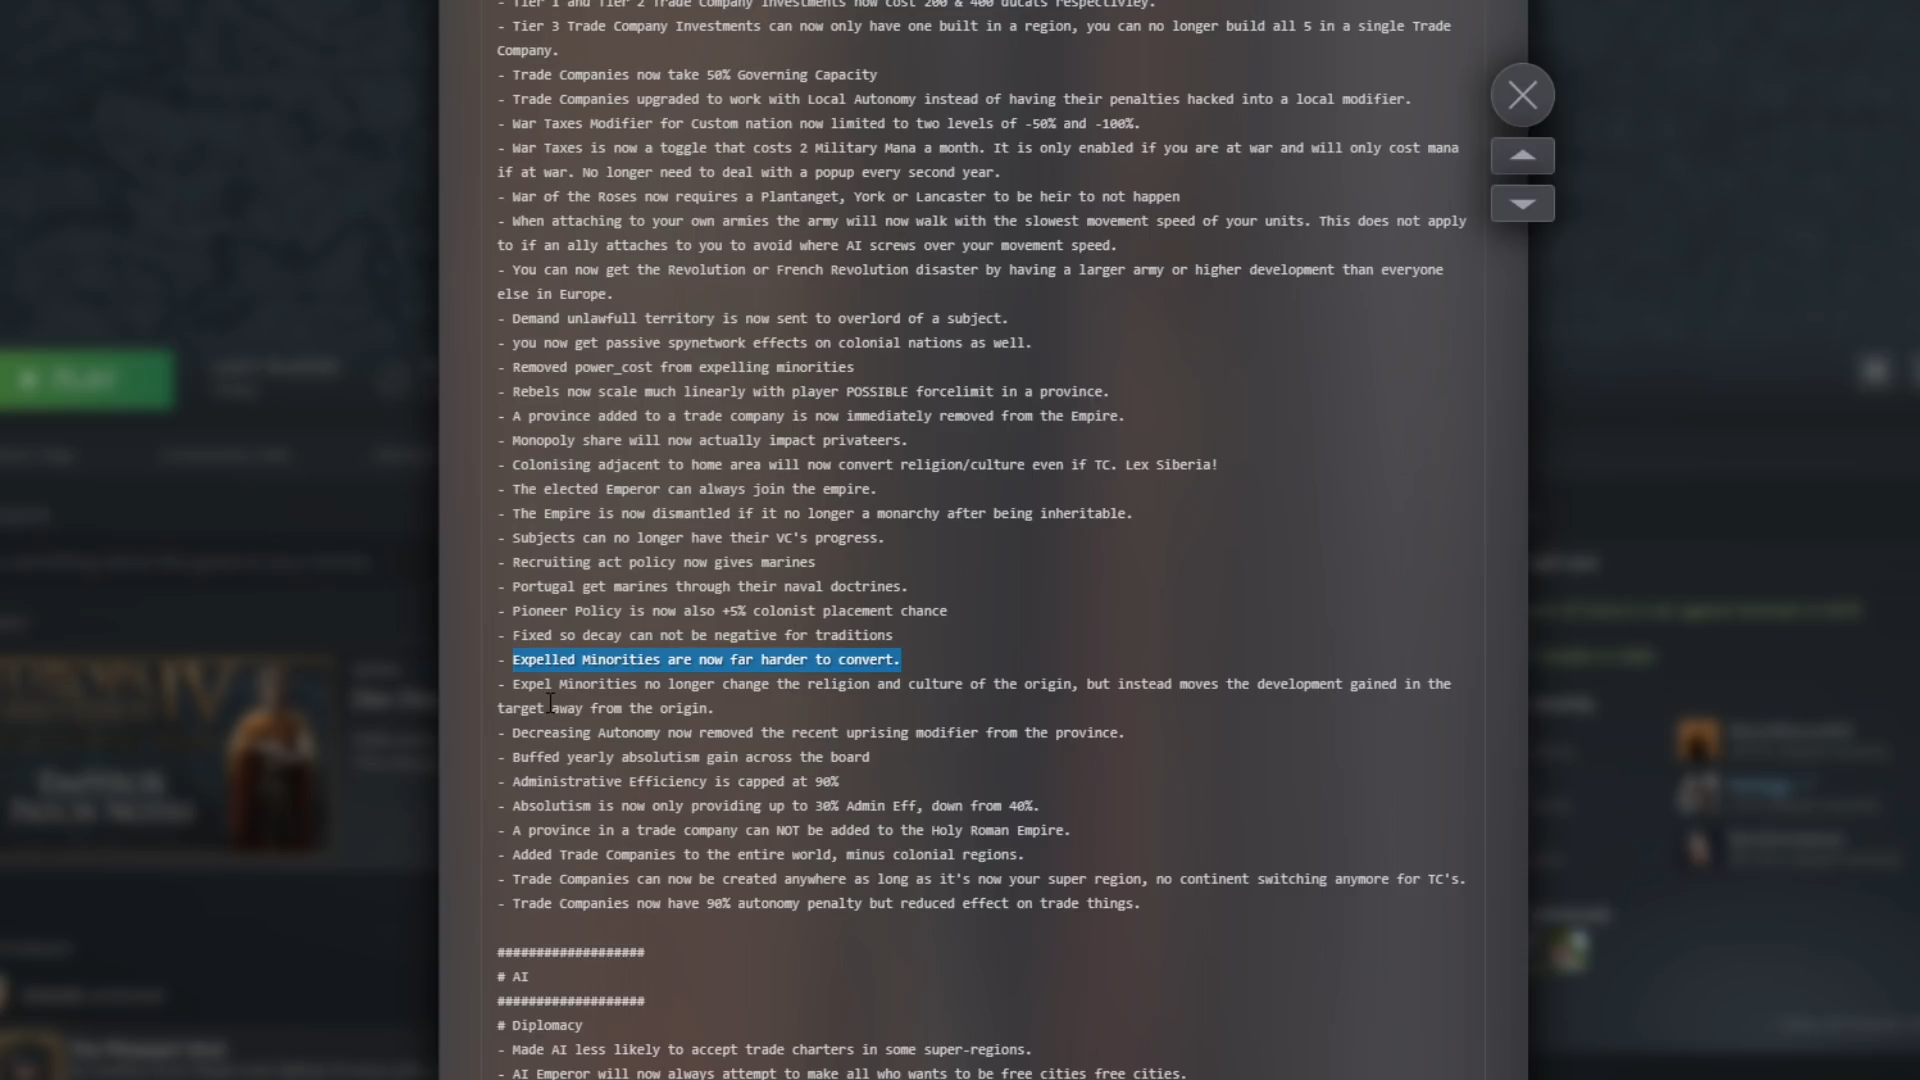 - Tier 1 and Tier 2 Trade Company Investments now cost 200 & 400 ducats respectivley.
- Tier 3 Trade Company Investments can now only have one built in a region, you can no longer build all 5 in a single Trade
Company.
- Trade Companies now take 50% Governing Capacity
- Trade Companies upgraded to work with Local Autonomy instead of having their penalties hacked into a local modifier.
- War Taxes Modifier for Custom nation now limited to two levels of -50% and -100%.
- War Taxes is now a toggle that costs 2 Military Mana a month. It is only enabled if you are at war and will only cost mana
if at war. No longer need to deal with a popup every second year.
- War of the Roses now requires a Plantanget, York or Lancaster to be heir to not happen
- When attaching to your own armies the army will now walk with the slowest movement speed of your units. This does not apply
to if an ally attaches to you to avoid where AI screws over your movement speed.
- You can now get the Revolution or French Revolution disaster by having a larger army or higher development than everyone
else in Europe.
- Demand unlawfull territory is now sent to overlord of a subject.
- you now get passive spynetwork effects on colonial nations as well.
- Removed power_cost from expelling minorities
- Rebels now scale much linearly with player POSSIBLE forcelimit in a province.
- A province added to a trade company is now immediately removed from the Empire.
- Monopoly share will now actually impact privateers.
- Colonising adjacent to home area will now convert religion/culture even if TC. Lex Siberia!
- The elected Emperor can always join the empire.
- The Empire is now dismantled if it no longer a monarchy after being inheritable.
- Subjects can no longer have their VC's progress.
- Recruiting act policy now gives marines
- Portugal get marines through their naval doctrines.
- Pioneer Policy is now also +5% colonist placement chance
- Fixed so decay can not be negative for traditions
- Expelled Minorities are now far harder to convert.
- Expel Minorities no longer change the religion and culture of the origin, but instead moves the development gained in the
target away from the origin.
- Decreasing Autonomy now removed the recent uprising modifier from the province.
- Buffed yearly absolutism gain across the board
- Administrative Efficiency is capped at 90%
- Absolutism is now only providing up to 30% Admin Eff, down from 40%.
- A province in a trade company can NOT be added to the Holy Roman Empire.
- Added Trade Companies to the entire world, minus colonial regions.
- Trade Companies can now be created anywhere as long as it's now your super region, no continent switching anymore for TC's.
- Trade Companies now have 90% autonomy penalty but reduced effect on trade things.
###################
# AI
###################
# Diplomacy
- Made AI less likely to accept trade charters in some super-regions.
- AI Emperor will now always attempt to make all who wants to be free cities free cities.
PLAY